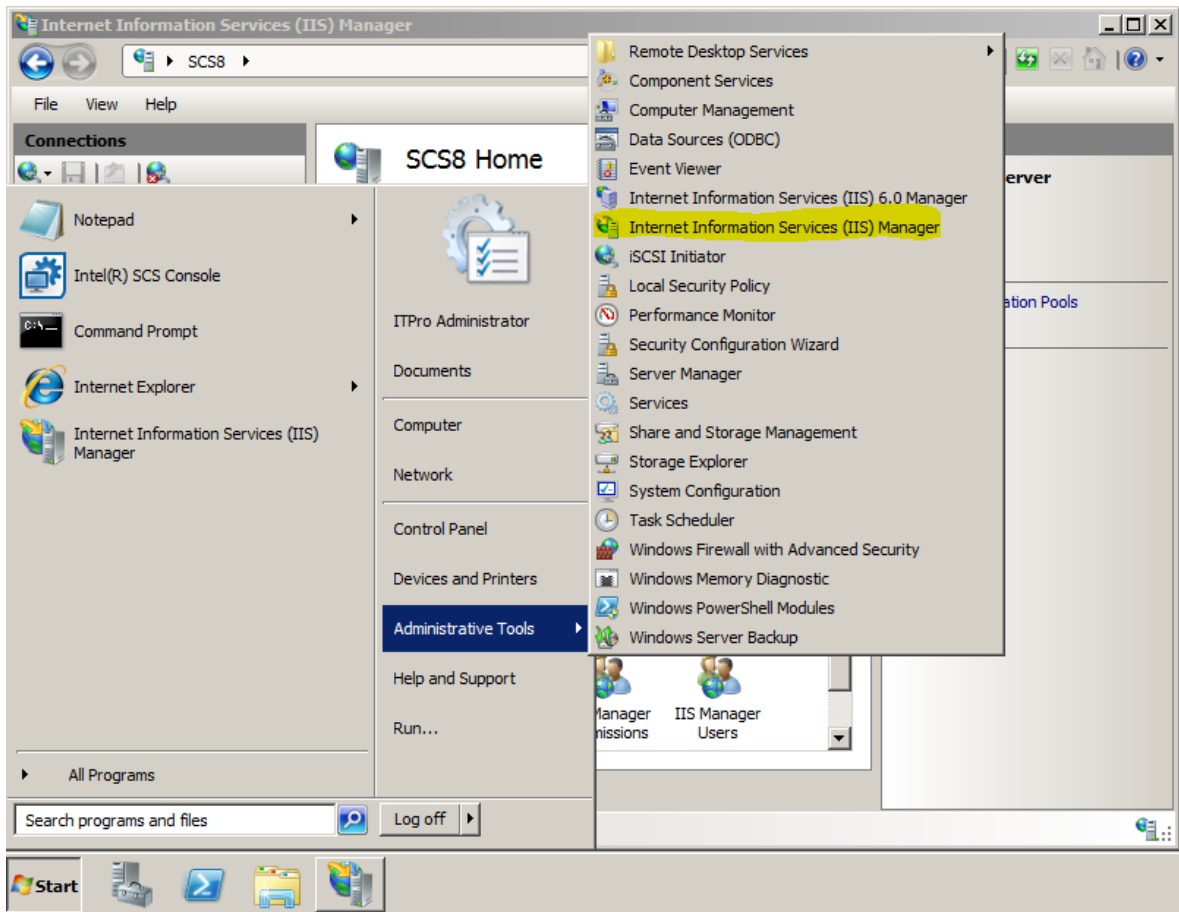 Internet Information Services (IIS) Manager
SCS8
File View Help
Connections
SCS8 Home
Notepad
Intel(R) SCS Console
C:\
Command Prompt
Internet Explorer
Internet Information Services (IIS)
Manager
All Programs
Search programs and files
ITPro Administrator
Documents
Computer
Network
Control Panel
Devices and Printers
Administrative Tools
Help and Support
Run...
Log off
Remote Desktop Services
Component Services
Computer Management
Data Sources (ODBC)
Event Viewer
Internet Information Services (IIS) 6.0 Manager
Internet Information Services (IIS) Manager
iSCSI Initiator
Local Security Policy
Performance Monitor
Security Configuration Wizard
Server Manager
Services
Share and Storage Management
Storage Explorer
System Configuration
Task Scheduler
Windows Firewall with Advanced Security
Windows Memory Diagnostic
Windows PowerShell Modules
Windows Server Backup
erver
ation Pools
Manager
missions
IIS Manager
Users
Start